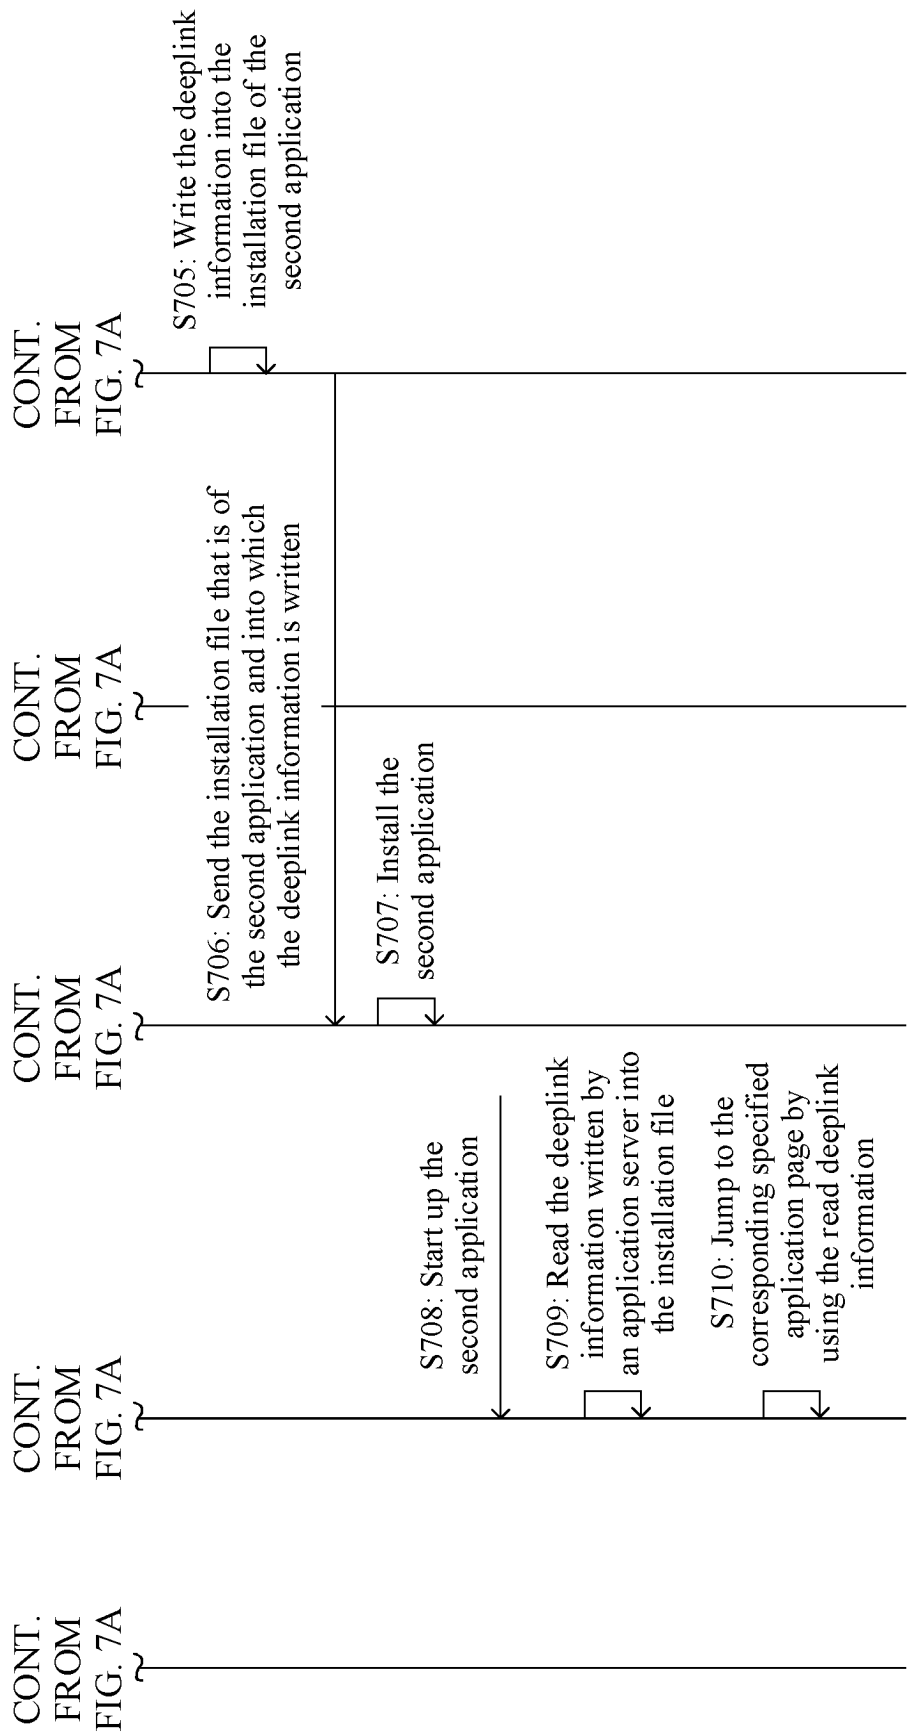 CONT.
FROM
FIG. 7A
CONT.
FROM
FIG. 7A
CONT.
FROM
FIG. 7A
CONT.
FROM
FIG. 7A
CONT.
FROM
FIG. 7A
S705: Write the deeplink
information into the
installation file of the
second application
S706: Send the installation file that is of
the second application and into which
the deeplink information is written
S707: Install the
second application
S708: Start up the
second application
S709: Read the deeplink
information written by
an application server into
the installation file
S710: Jump to the
corresponding specified
application page by
using the read deeplink
information